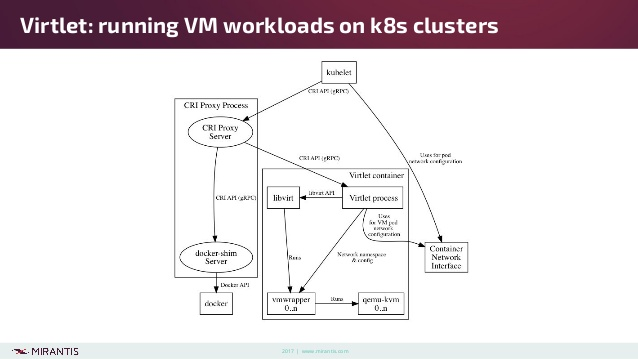 Virtlet: running VM workloads on k8s clusters
kubelet
CRI API (gRPC)
CRI Proxy Process
CRI Proxy
Server
Uses for pod
network configuration
CRI API (gRPC)
Virtlet container
CRI API (gRPC)
libvirt
libvirt API
Virtlet process
Uses
for VM pod
network
configuration
docker-shim
Server
Runs
Network namespace
& config
Container
Network
Interface
Docker API
docker
vmwrapper
0..n
Runs
qemu-kvm
0..n
MIRANTIS
2017 | www.mirantis.com